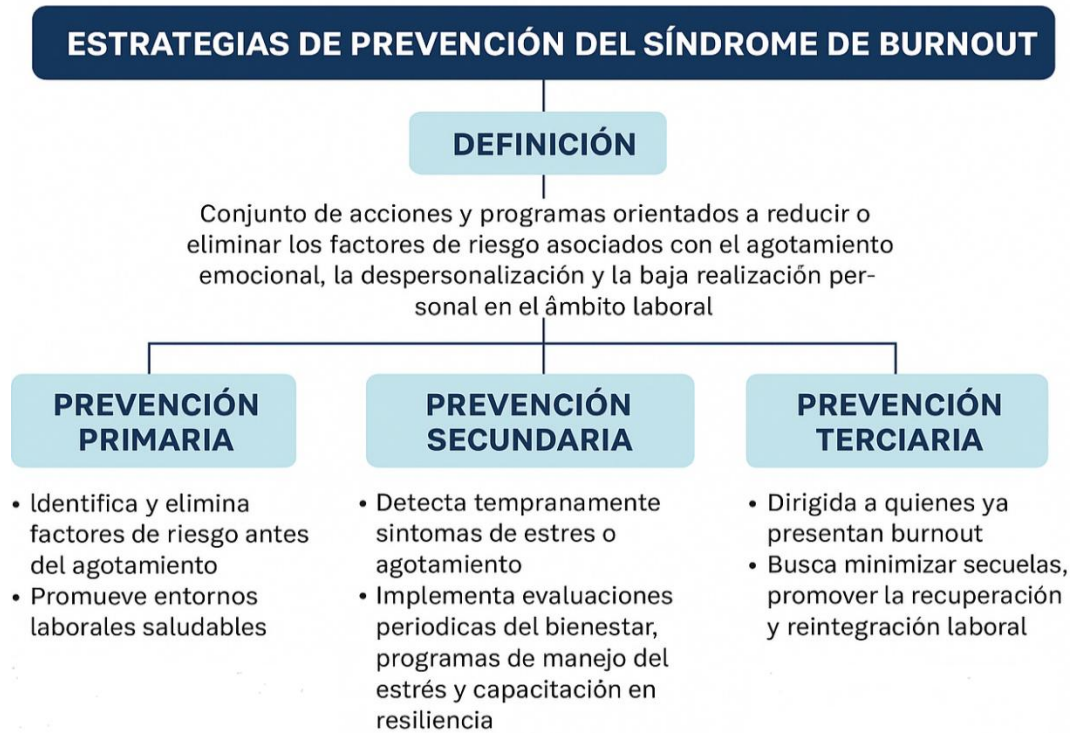 ESTRATEGIAS DE PREVENCIÓN DEL SÍNDROME DE BURNOUT
DEFINICIÓN
Conjunto de acciones y programas orientados a reducir o
eliminar los factores de riesgo asociados con el agotamiento
emocional, la despersonalización y la baja realización per-
sonal en el âmbito laboral
PREVENCIÓN
PRIMARIA
• Identifica y elimina
factores de riesgo antes
del agotamiento
• Promueve entornos
laborales saludables
PREVENCIÓN
SECUNDARIA
• Detecta tempranamente
sintomas de estres o
agotamiento
• Implementa evaluaciones
periodicas del bienestar,
programas de manejo del
estrés y capacitación en
resiliencia
PREVENCIÓN
TERCIARIA
• Dirigida a quienes ya
presentan burnout
• Busca minimizar secuelas,
promover la recuperación
y reintegración laboral